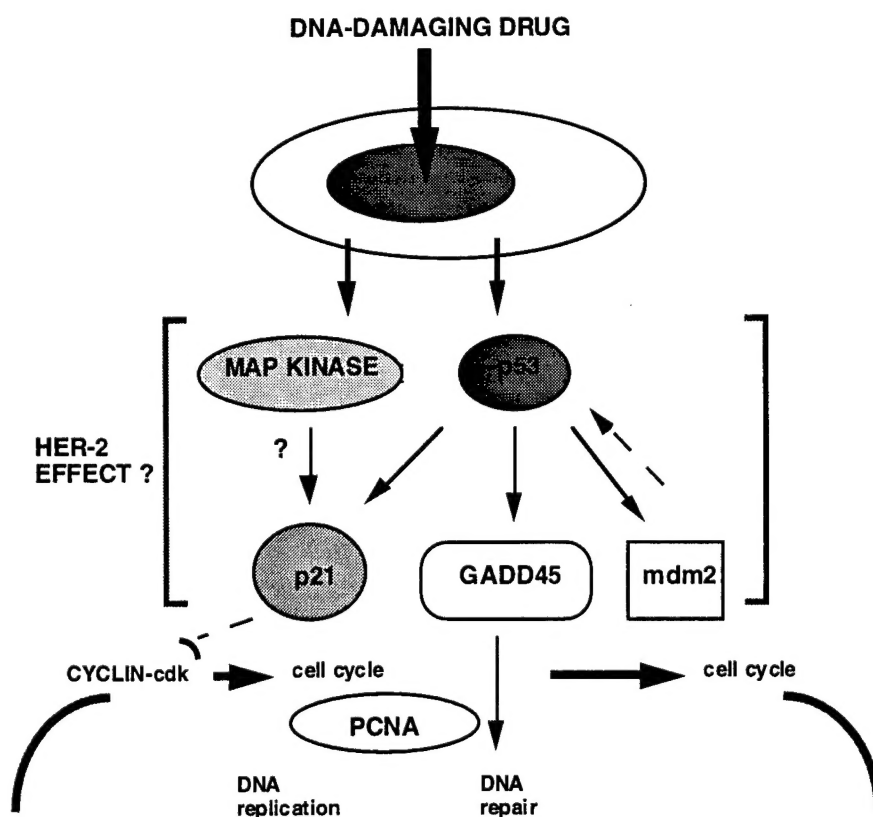 DNA-DAMAGING DRUG
MAP KINASE
p53
HER-2
EFFECT ?
?
p21
GADD45
mdm2
CYCLIN-cdk
cell cycle
cell cycle
PCNA
DNA
replication
DNA
repair